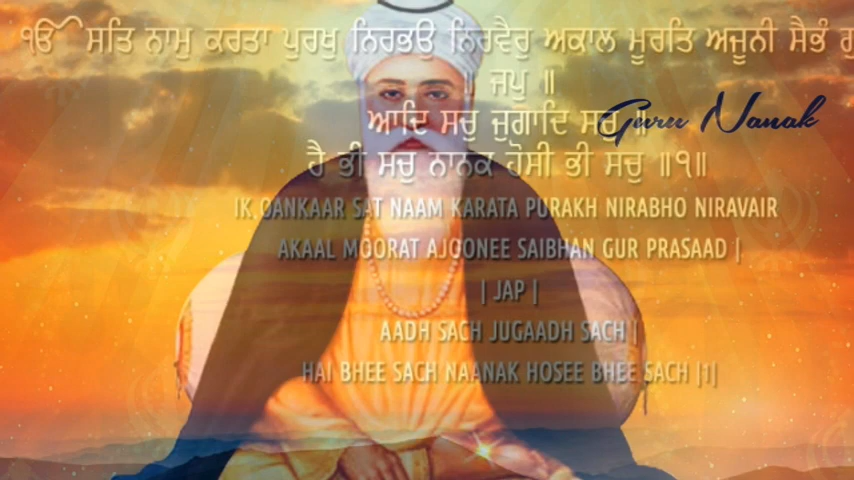 ੴ ਸਤਿ ਨਾਮੁ ਕਰਤਾ ਪੁਰਖੁ ਨਿਰਭਉ ਨਿਰਵੈਰੁ ਅਕਾਲ ਮੂਰਤਿ ਅਜੂਨੀ ਸੈਭੰ
॥ ਜਪੁ ॥
ਆਦਿ ਸਚੁ ਜੁਗਾਦਿ ਸਚੁ ॥
Guru Nanak
ਹੈ ਭੀ ਸਚੁ ਨਾਨਕ ਹੋਸੀ ਭੀ ਸਚੁ ॥੧॥
IK OANKAAR SAT NAAM KARATA PURAKH NIRABHO NIRAVAIR
AKAAL MOORAT AJOONEE SAIBHAN GUR PRASAAD |
| JAP |
AADH SACH JUGAADH SACH |
HAI BHEE SACH NAANAK HOSEE BHEE SACH |1|